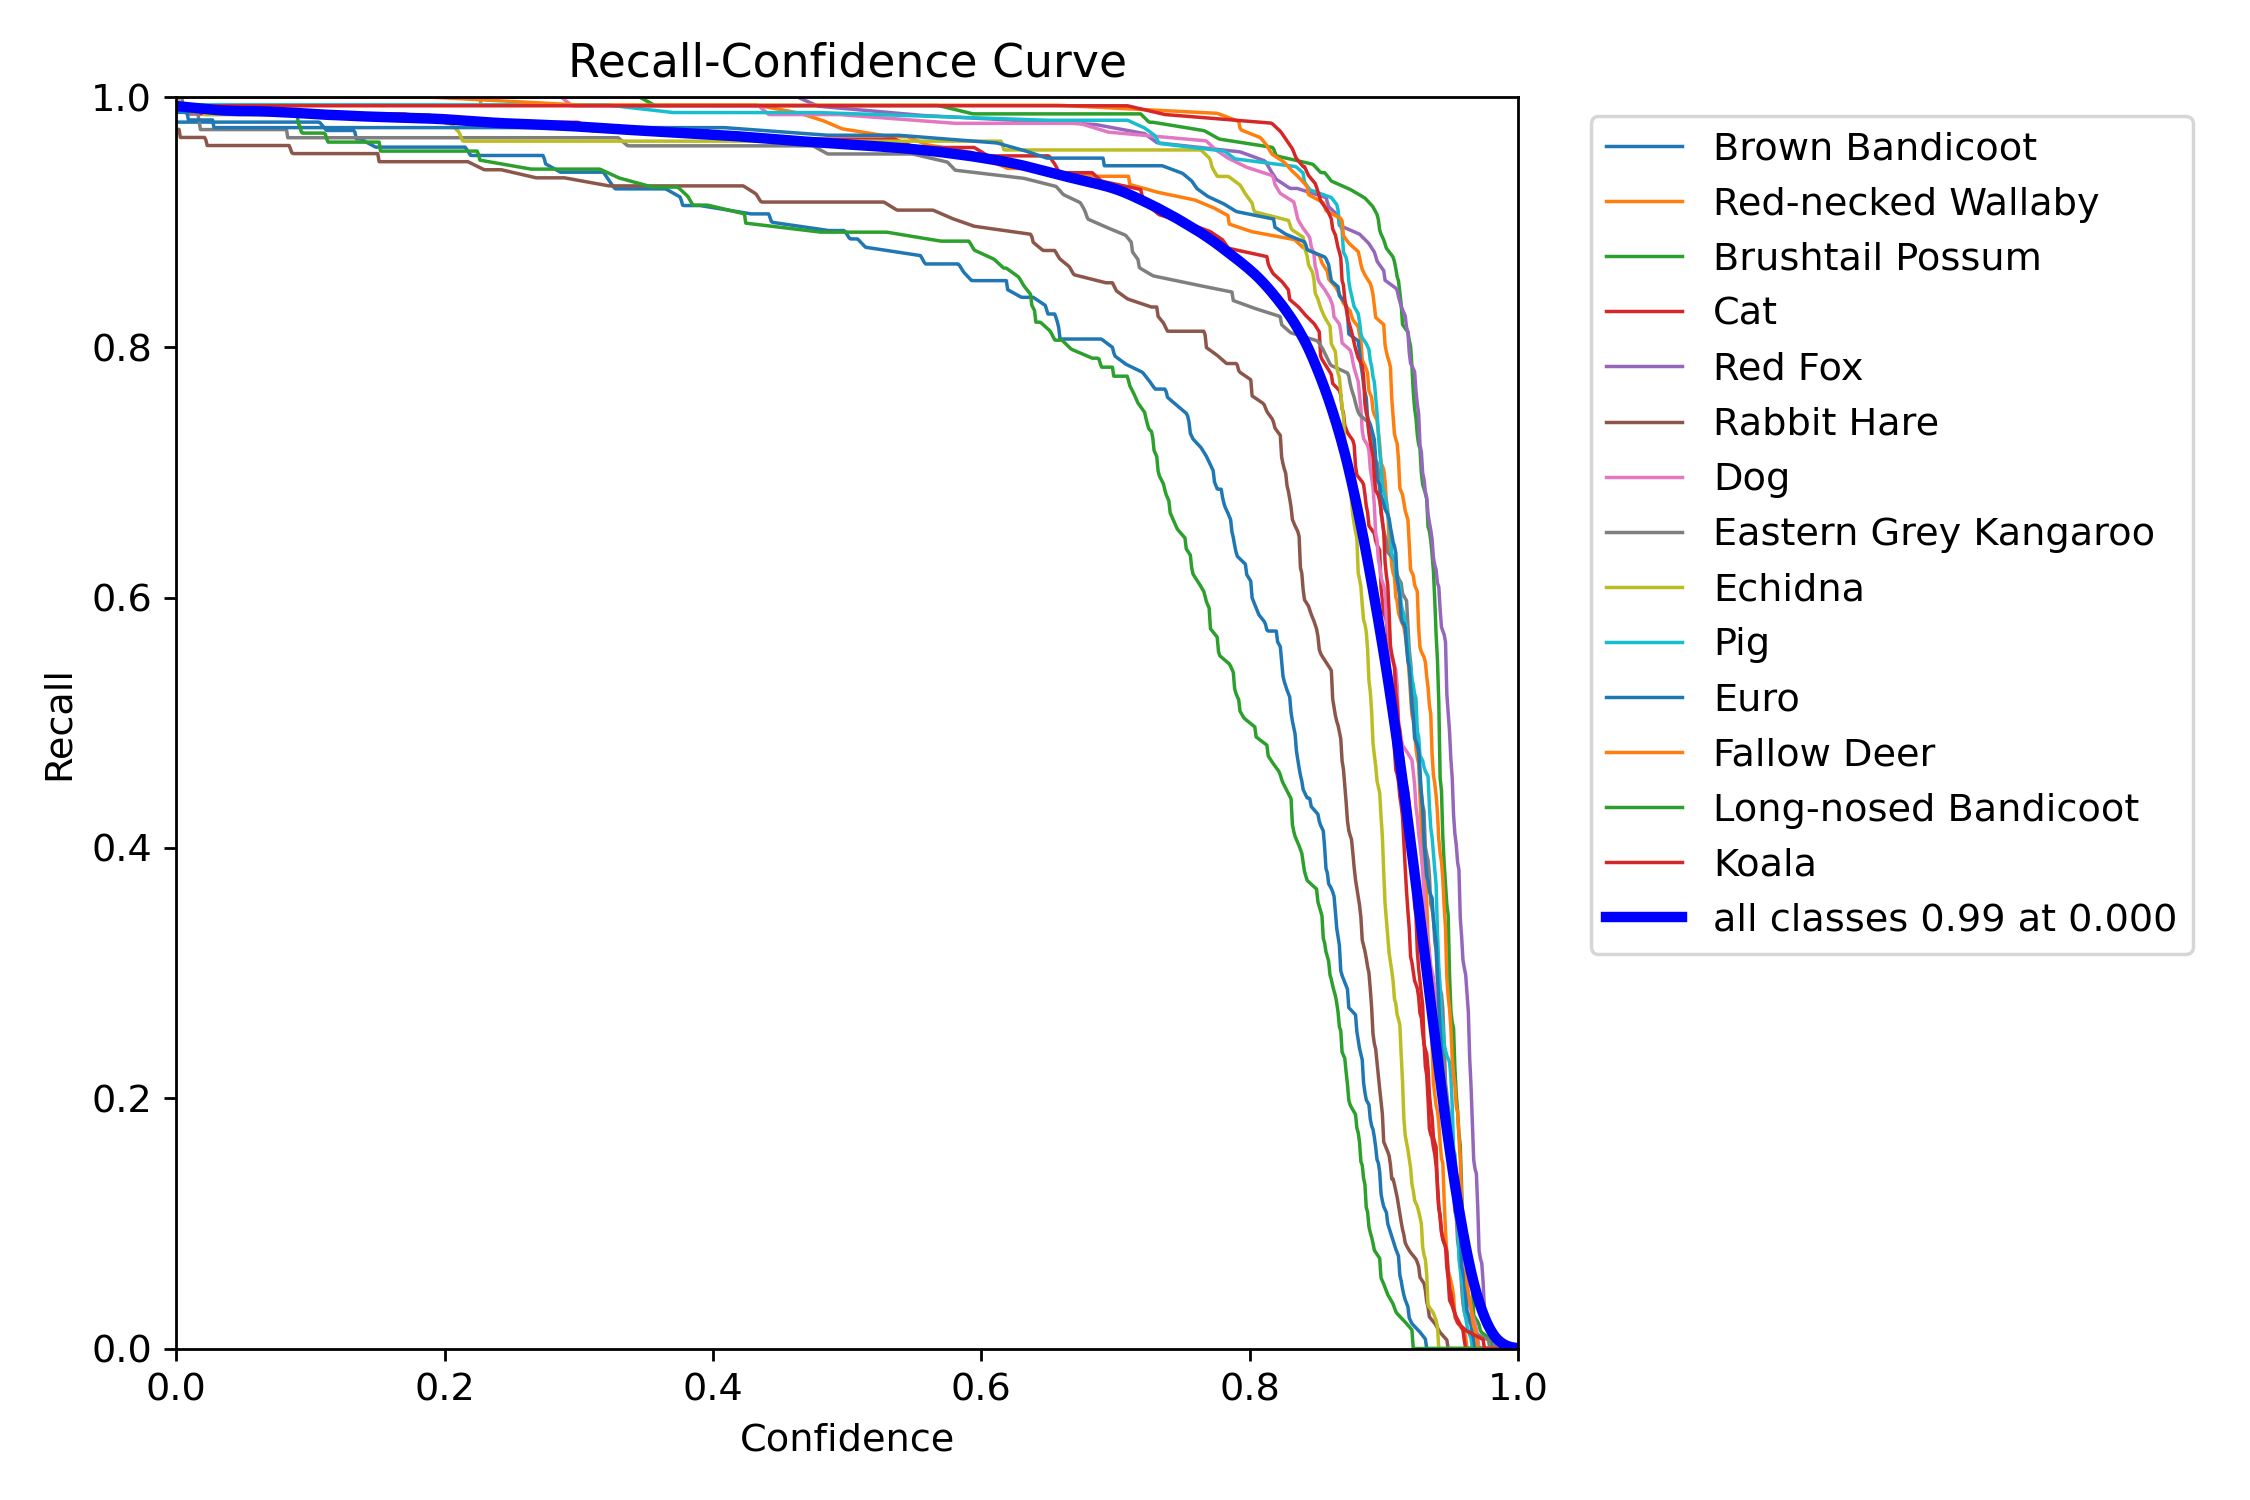 Recall-Confidence Curve
1.0
0.8
0.6
0.4
0.2
0.0
Recall
0.0 0.2 0.4 0.6 0.8 1.0
Confidence
Brown Bandicoot
Red-necked Wallaby
Brushtail Possum
Cat
Red Fox
Rabbit Hare
Dog
Eastern Grey Kangaroo
Echidna
Pig
Euro
Fallow Deer
Long-nosed Bandicoot
Koala
all classes 0.99 at 0.000